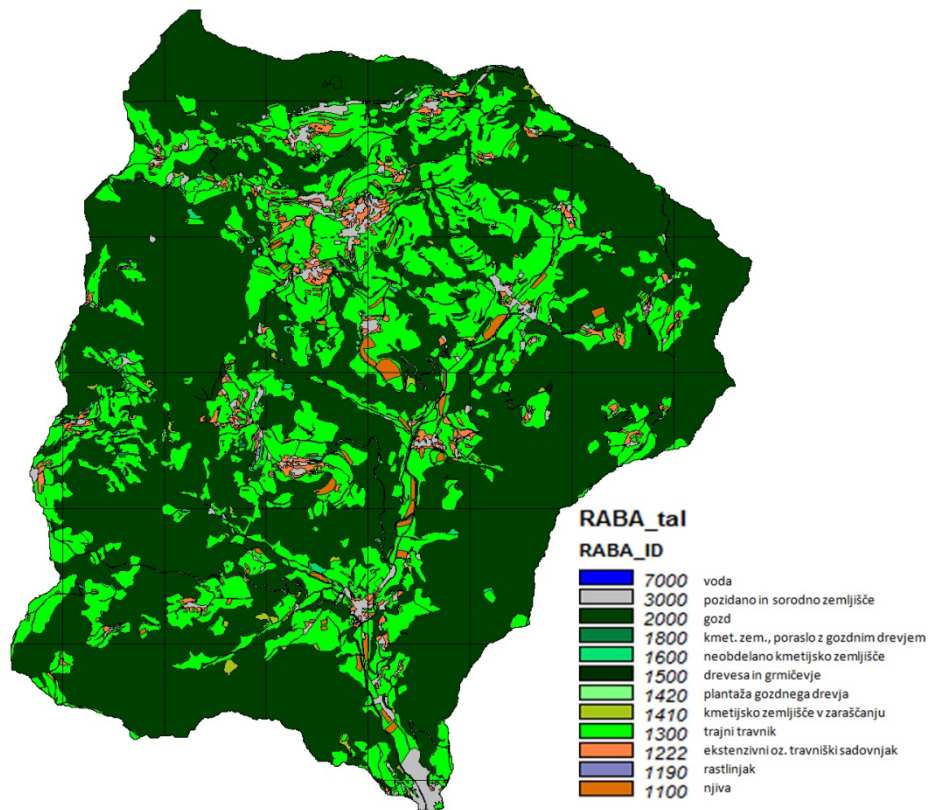 RABA_tal
RABA_ID
7000 voda
3000 pozidano in sorodno zemljišče
2000 gozd
1800 kmet. zem., poraslo z gozdnim drevjem
1600 neobdelano kmetijsko zemljišče
1500 drevesa in grmičevje
1420 plantaža gozdnega drevja
1410 kmetijsko zemljišče v zaraščanju
1300 trajni travnik
1222 ekstenzivni oz. travniški sadovnjak
1190 rastlinjak
1100 njiva